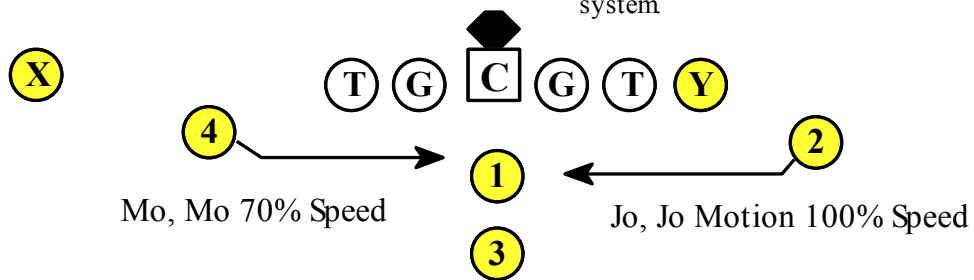 system
X T G C G T Y
4 2
1
Mo, Mo 70% Speed Jo, Jo Motion 100% Speed
3